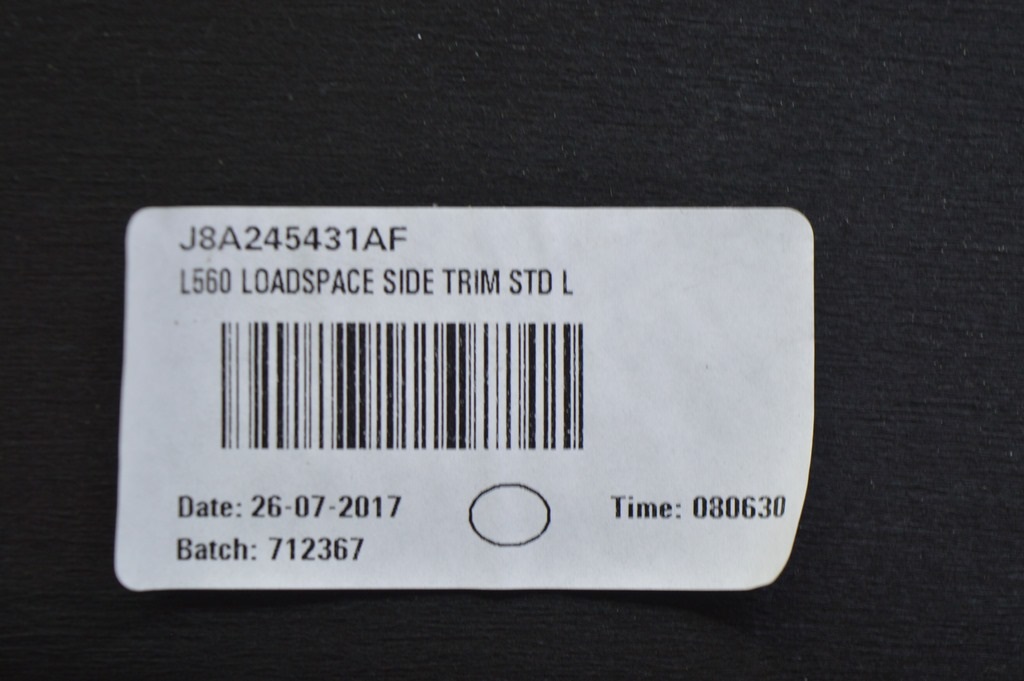 J8A245431AF
L560 LOADSPACE SIDE TRIM STD L
Date: 26-07-2017 Time: 080630
Batch: 712367